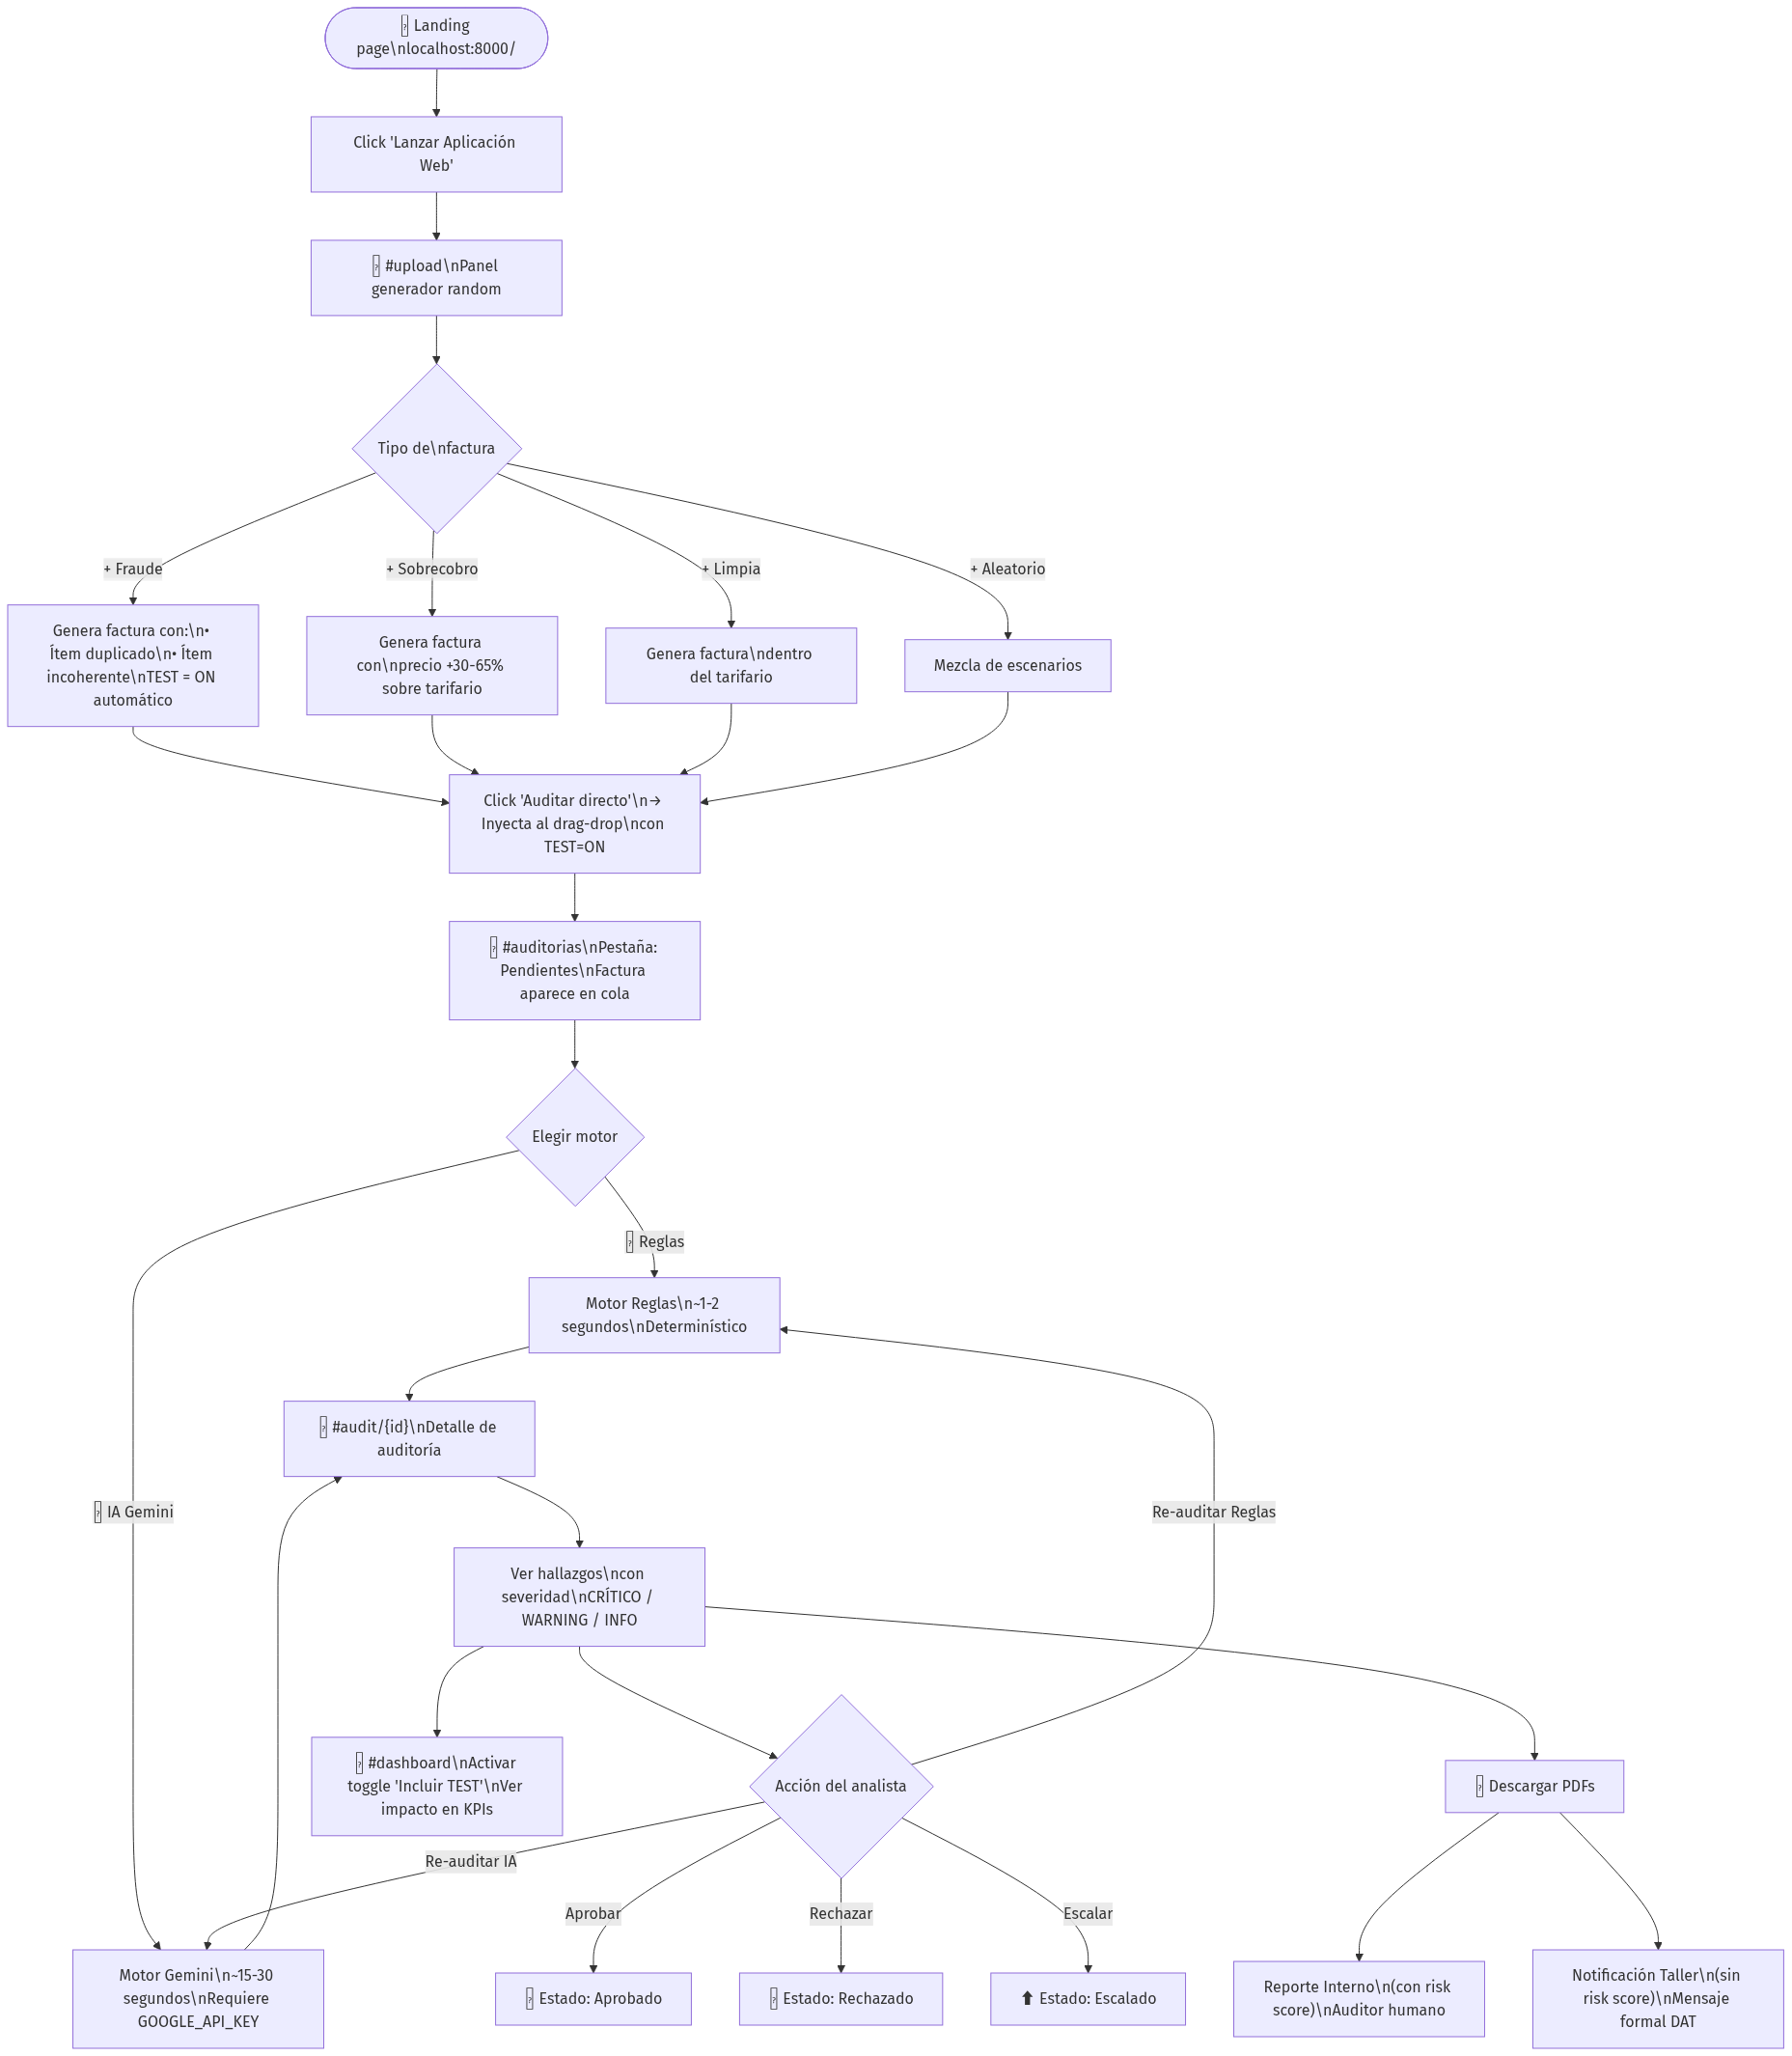 Landing
page\nlocalhost:8000/
Click 'Lanzar Aplicación
Web'
#upload\nPanel
generador random
Tipo de\nfactura
+ Fraude
+ Sobrecobro
+ Limpia
+ Aleatorio
Genera factura con:\n•
Ítem duplicado\n• Ítem
incoherente\nTEST = ON
automático
Genera factura
con\nprecio +30-65%
sobre tarifario
Genera factura\ndentro
del tarifario
Mezcla de escenarios
Click 'Auditar directo'\n→
Inyecta al drag-drop\ncon
TEST=ON
#auditorias\nPestaña:
Pendientes\nFactura
aparece en cola
Elegir motor
Reglas
Motor Reglas\n~1-2
segundos\nDeterminístico
#audit/{id}\nDetalle de
auditoría
IA Gemini
Re-auditar Reglas
Ver hallazgos\ncon
severidad\nCRÍTICO /
WARNING / INFO
#dashboard\nActivar
toggle 'Incluir TEST'\nVer
impacto en KPIs
Acción del analista
Descargar PDFs
Re-auditar IA
Aprobar
Rechazar
Escalar
Motor Gemini\n~15-30
segundos\nRequiere
GOOGLE_API_KEY
Estado: Aprobado
Estado: Rechazado
⬆ Estado: Escalado
Reporte Interno\n(con risk
score)\nAuditor humano
Notificación Taller\n(sin
risk score)\nMensaje
formal DAT